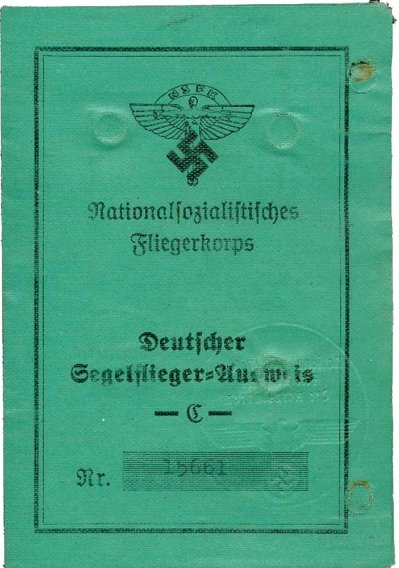 NSFK
Nationalsozialistisches
Fliegerkorps
Deutscher
Segelflieger=Ausweis
— C —
Nr. 15661